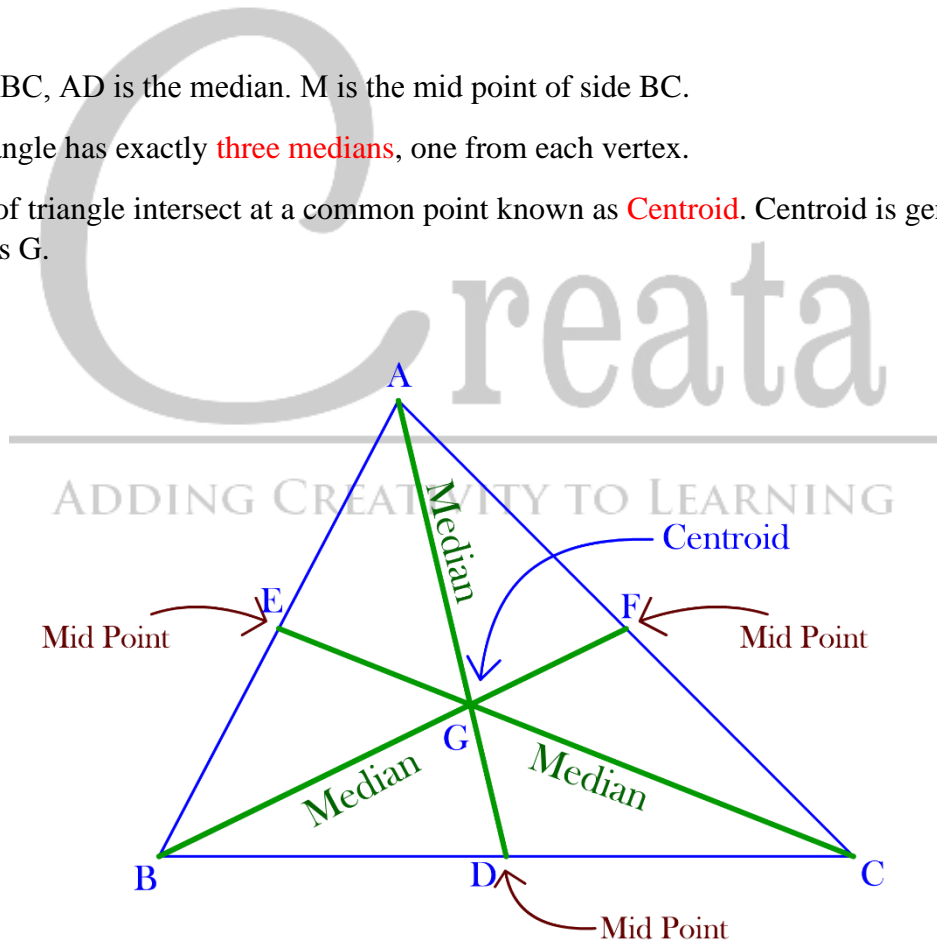 BC, AD is the median. M is the mid point of side BC.
angle has exactly three medians, one from each vertex.
of triangle intersect at a common point known as Centroid. Centroid is ge
s G.
Creata
A
ADDING CREATIVITY TO LEARNING
Median
Centroid
E
F
Mid Point
Mid Point
G
Median
Median
B
D
C
Mid Point